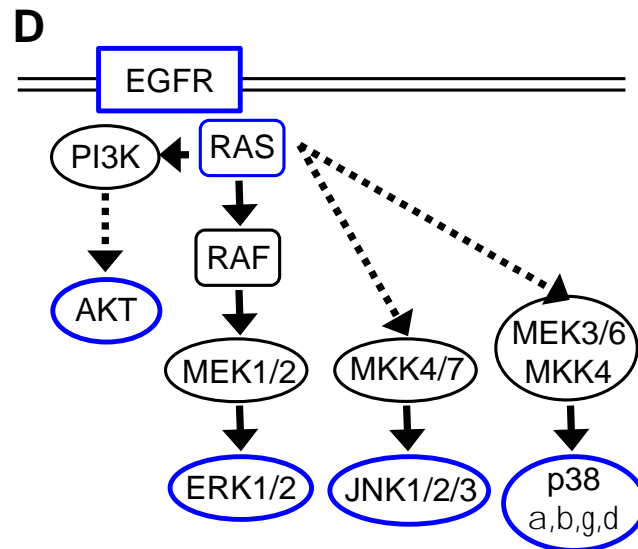 D
EGFR
PI3K
RAS
RAF
AKT
MEK1/2
MKK4/7
MEK3/6
MKK4
ERK1/2
JNK1/2/3
p38
a,b,g,d